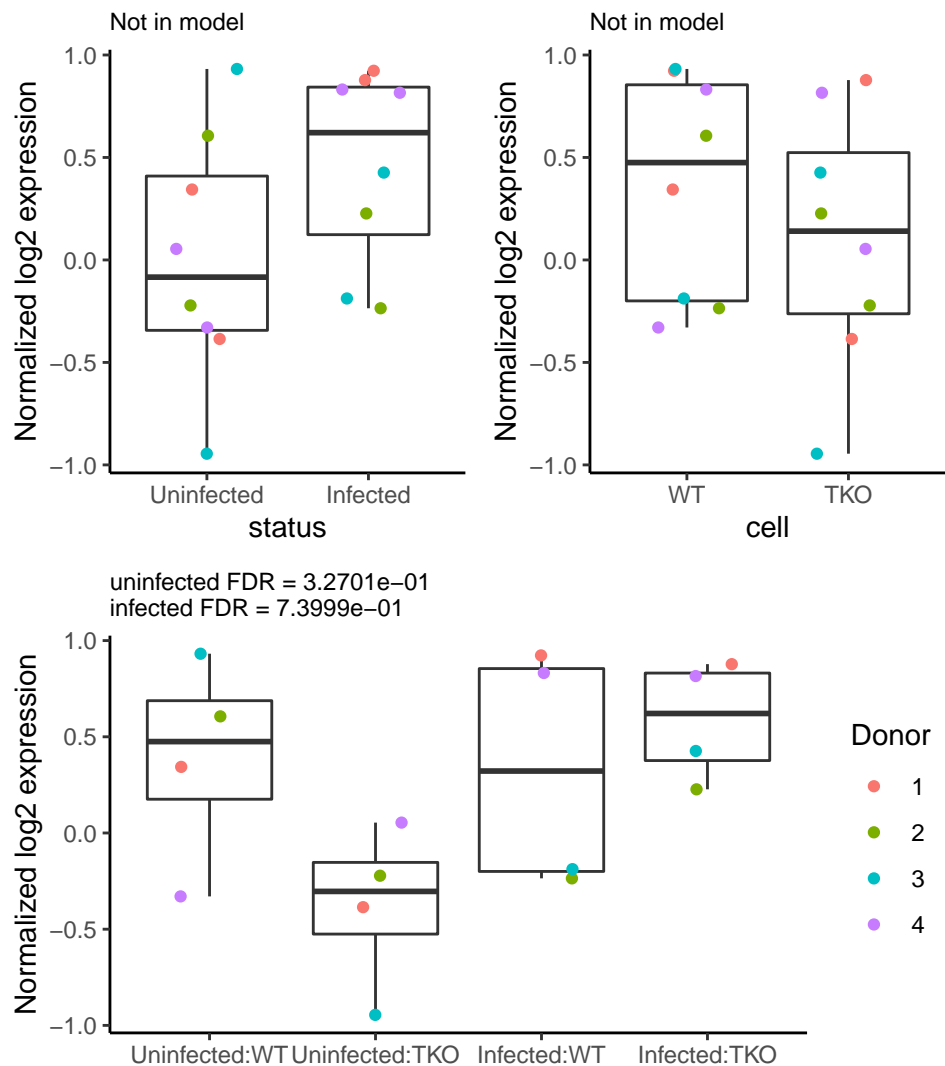 Not in model
Normalized log2 expression
1.0
0.5
0.0
−0.5
−1.0
Uninfected Infected
status
Not in model
Normalized log2 expression
1.0
0.5
0.0
−0.5
−1.0
WT TKO
cell
uninfected FDR = 3.2701e−01
infected FDR = 7.3999e−01
Normalized log2 expression
1.0
0.5
0.0
−0.5
−1.0
Uninfected:WT Uninfected:TKO Infected:WT Infected:TKO
Donor
1
2
3
4